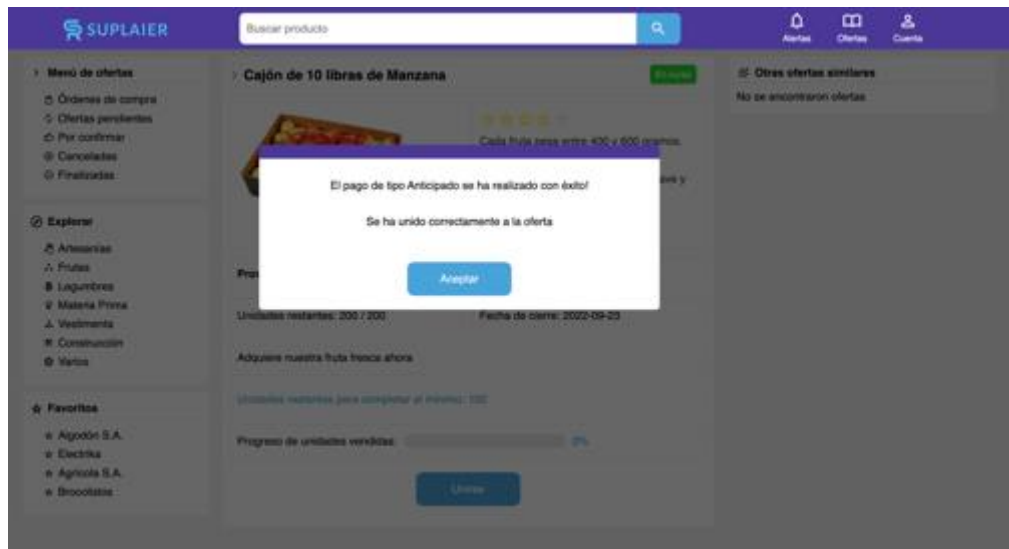 SUPLAIER
Buscar producto
Alertas
Ofertas
Cuenta
Menú de ofertas
Órdenes de compra
Ofertas pendientes
Por confirmar
Canceladas
Finalizadas
Explorar
Artesanías
Frutas
Legumbres
Materia Prima
Vestimenta
Construcción
Varios
Favoritos
Algodón S.A.
Electrika
Agrícola S.A.
Cajón de 10 libras de Manzana
Cada fruta pesa entre 400 y 600 gramos.
El pago de tipo Anticipado se ha realizado con éxito!
Se ha unido correctamente a la oferta
Aceptar
Unidades restantes: 200 / 200
Fecha de cierre: 2022-09-23
Adquiere nuestra fruta fresca ahora
Unidades restantes para completar el mínimo:
Progreso de unidades vendidas:
0%
Unirse
Otras ofertas similares
No se encontraron ofertas